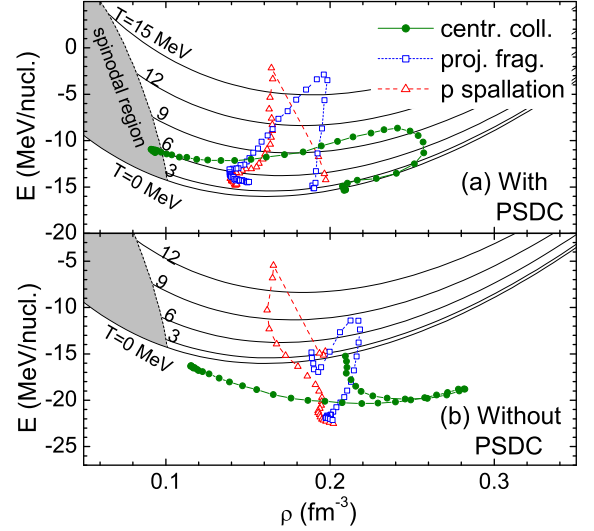 T=15 MeV
centr. coll.
proj. frag.
p spallation
0
-5
-10
-15
-20
E (MeV/nucl.)
spinodal region
12
9
6
3
T=0 MeV
(a) With
PSDC
-5
-10
-15
-20
-25
E (MeV/nucl.)
12
9
6
3
T=0 MeV
(b) Without
PSDC
0.1
0.2
0.3
ρ (fm⁻³)